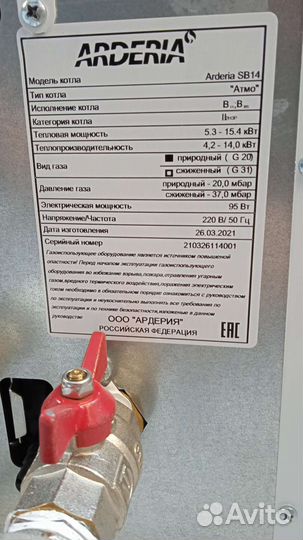 ARDERIA
Модель котла Arderia SB14
Тип котла "Атмо"
Исполнение котла
Категория котла
Тепловая мощность 5.3 - 15.4 кВт
Теплопроизводительность 4,2 - 14,0 кВт
Вид газа природный ( G 20)
сжиженный ( G 31)
Давление газа природный - 20,0 мбар
сжиженный - 37,0 мбар
Электрическая мощность 95 Вт
Напряжение/Частота 220 В/ 50 Гц
Дата изготовления 26.03.2021
Серийный номер 210326114001
Газоиспользующее оборудование является источником повышенной
опасности! Перед началом эксплуатации газоиспользующего
оборудования во избежание взрыва, пожара, отравления угарным
газом, вредного термического воздействия, поражения электрическим
током необходимо в обязательном порядке ознакомиться с руководством
по эксплуатации и неукоснительно выполнять все требования по
эксплуатации и по технике безопасности, изложенные в данном
руководстве
ООО "АРДЕРИЯ"
РОССИЙСКАЯ ФЕДЕРАЦИЯ
EAC
Avito